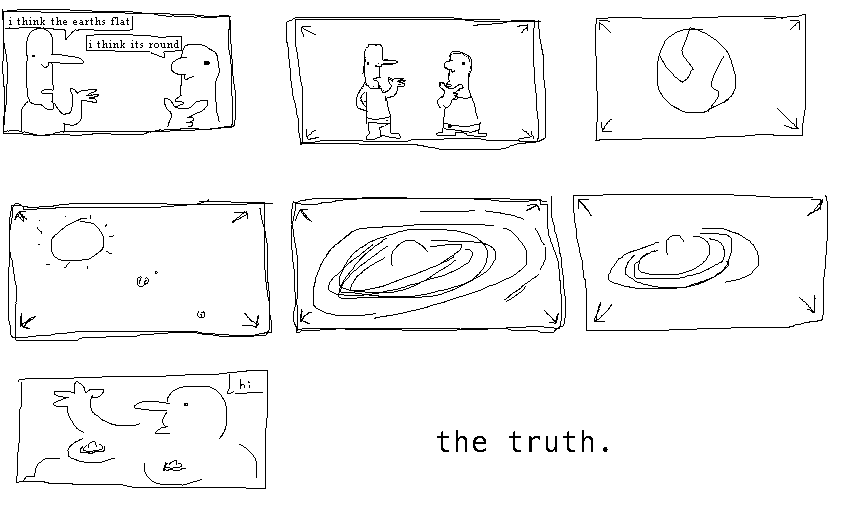 i think the earths flat
i think its round
hi
the truth.